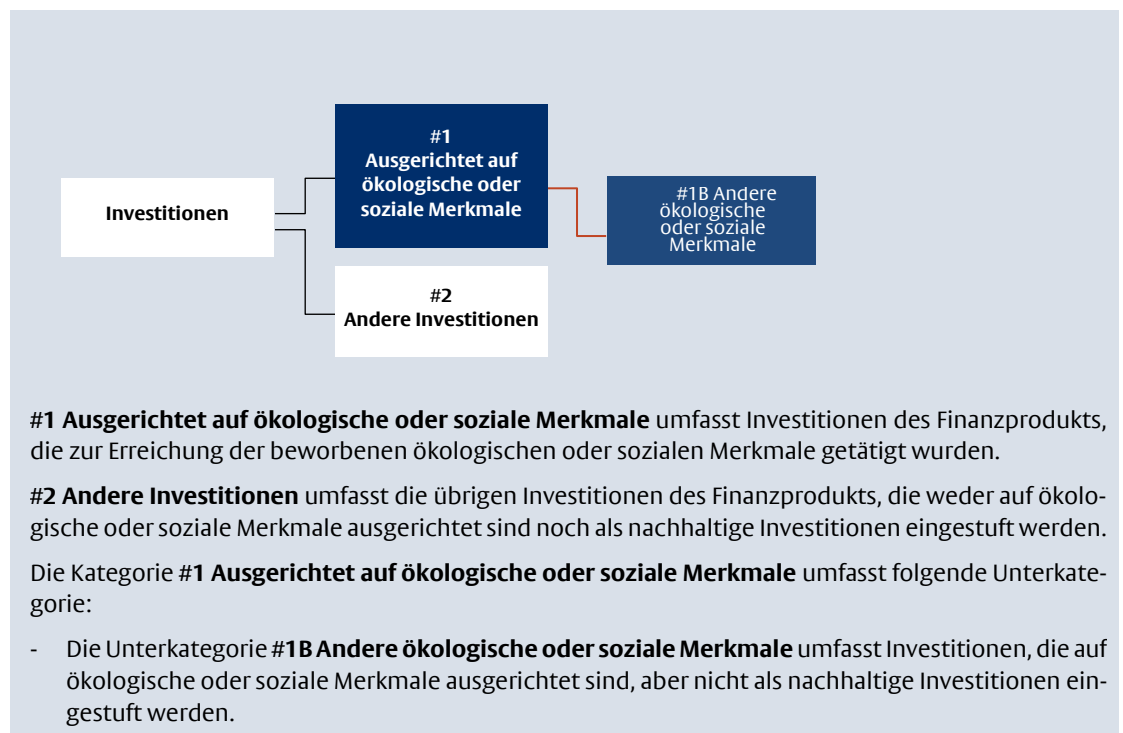 #1
Ausgerichtet auf
ökologische oder
soziale Merkmale
Investitionen
#1B Andere
ökologische
oder soziale
Merkmale
#2
Andere Investitionen
#1 Ausgerichtet auf ökologische oder soziale Merkmale umfasst Investitionen des Finanzprodukts,
die zur Erreichung der beworbenen ökologischen oder sozialen Merkmale getätigt wurden.
#2 Andere Investitionen umfasst die übrigen Investitionen des Finanzprodukts, die weder auf ökolo-
gische oder soziale Merkmale ausgerichtet sind noch als nachhaltige Investitionen eingestuft werden.
Die Kategorie #1 Ausgerichtet auf ökologische oder soziale Merkmale umfasst folgende Unterkate-
gorie:
- Die Unterkategorie #1B Andere ökologische oder soziale Merkmale umfasst Investitionen, die auf
ökologische oder soziale Merkmale ausgerichtet sind, aber nicht als nachhaltige Investitionen ein-
gestuft werden.